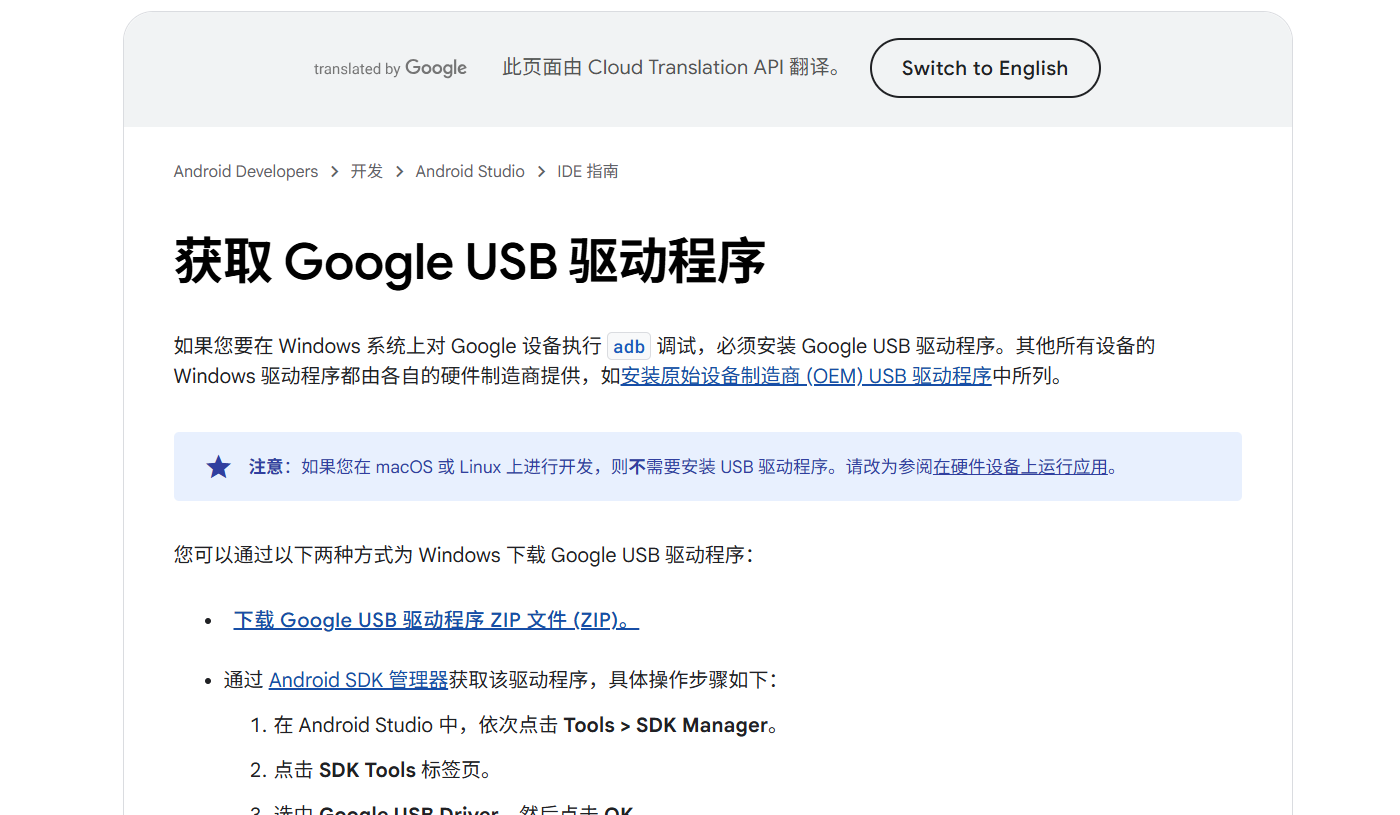 translated by Google 此页面由 Cloud Translation API 翻译。 Switch to English
Android Developers > 开发 > Android Studio > IDE 指南
获取 Google USB 驱动程序
如果您要在 Windows 系统上对 Google 设备执行 adb 调试，必须安装 Google USB 驱动程序。其他所有设备的
Windows 驱动程序都由各自的硬件制造商提供，如安装原始设备制造商 (OEM) USB 驱动程序中所列。
★ 注意：如果您在 macOS 或 Linux 上进行开发，则不需要安装 USB 驱动程序。请改为参阅在硬件设备上运行应用。
您可以通过以下两种方式为 Windows 下载 Google USB 驱动程序：
• 下载 Google USB 驱动程序 ZIP 文件 (ZIP)。
• 通过 Android SDK 管理器获取该驱动程序，具体操作步骤如下：
1. 在 Android Studio 中，依次点击 Tools > SDK Manager。
2. 点击 SDK Tools 标签页。
3. 选中 Google USB Driver，然后点击 OK